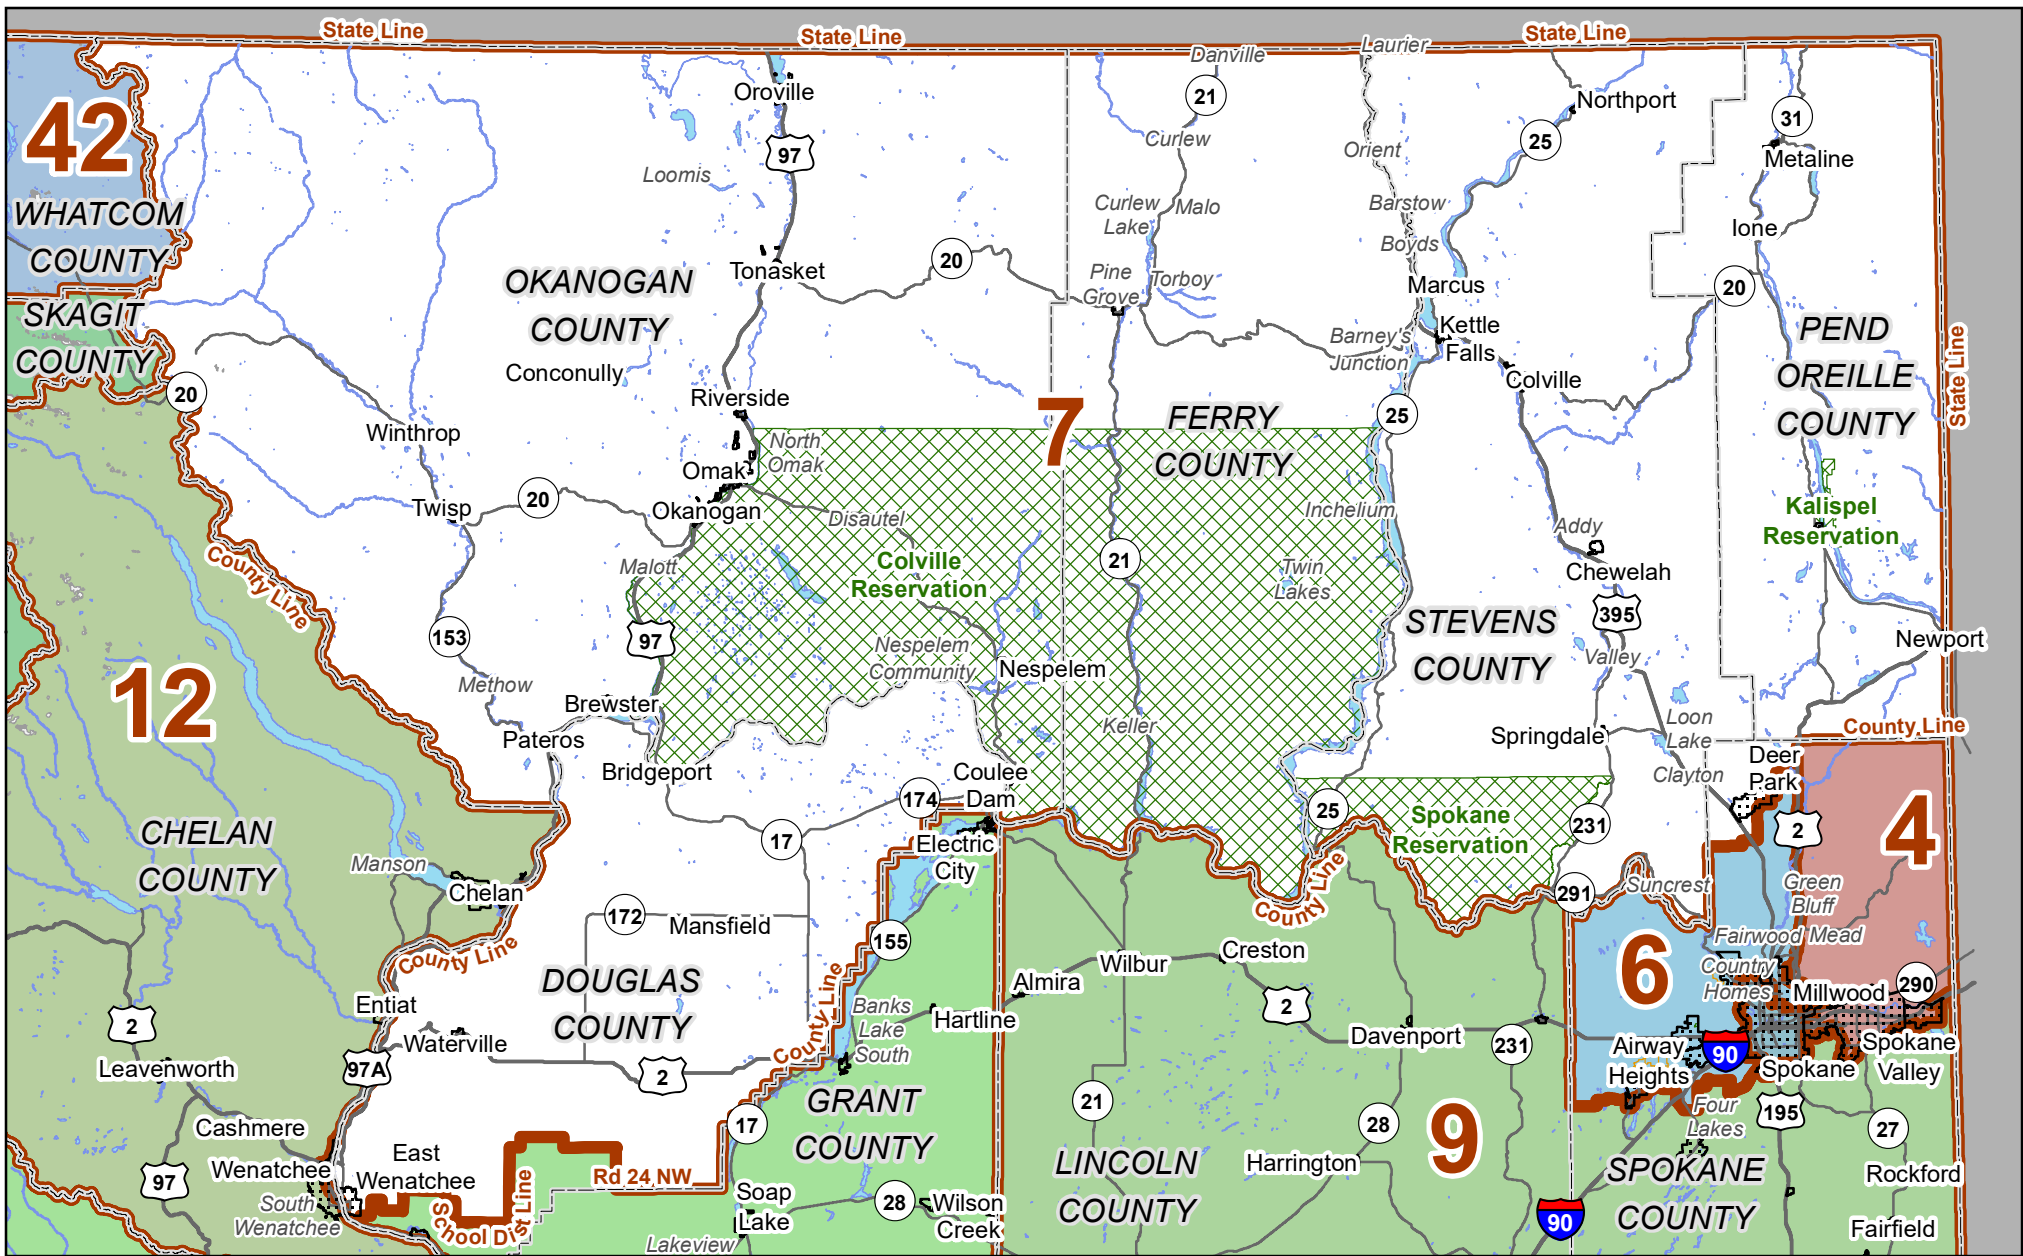 State Line
State Line
State Line
Danville
Laurier
42
WHATCOM
COUNTY
Oroville
97
21
Curlew
Northport
25
31
Metaline
Loomis
Orient
Curlew
Lake
Malo
Barstow
Boyds
Ione
SKAGIT
COUNTY
OKANOGAN
COUNTY
Tonasket
20
Pine
Grove
Torboy
Marcus
20
Kettle
Falls
Barney's
Junction
PEND
OREILLE
COUNTY
State Line
Conconully
Riverside
20
Colville
7
FERRY
COUNTY
25
Winthrop
North
Omak
Omak
Twisp
20
Okanogan
Disautel
Inchelium
Kalispel
Reservation
Addy
County Line
Malott
Colville
Reservation
21
Twin
Lakes
Chewelah
395
STEVENS
COUNTY
153
97
Nespelem
Community
Nespelem
Valley
Newport
12
Methow
Brewster
Keller
Pateros
Springdale
Loon
Lake
County Line
Bridgeport
Coulee
Dam
Clayton
Deer
Park
174
25
Spokane
Reservation
231
2
4
CHELAN
COUNTY
17
Electric
City
Manson
Chelan
County Line
291
Suncrest
Green
Bluff
172
Mansfield
155
County Line
Creston
6
Fairwood
Mead
Country
Homes
Millwood
290
DOUGLAS
COUNTY
County Line
Wilbur
Almira
Entiat
Banks
Lake
South
Hartline
2
Davenport
231
2
Waterville
Airway
Heights
90
Spokane
Spokane
Valley
Leavenworth
97A
2
GRANT
COUNTY
21
28
9
Four
Lakes
195
27
Cashmere
17
LINCOLN
COUNTY
Harrington
SPOKANE
COUNTY
Rockford
Wenatchee
East
Wenatchee
97
South
Wenatchee
School Dist Line
Rd 24 NW
Soap
Lake
28
Wilson
Creek
Lakeview
90
Fairfield